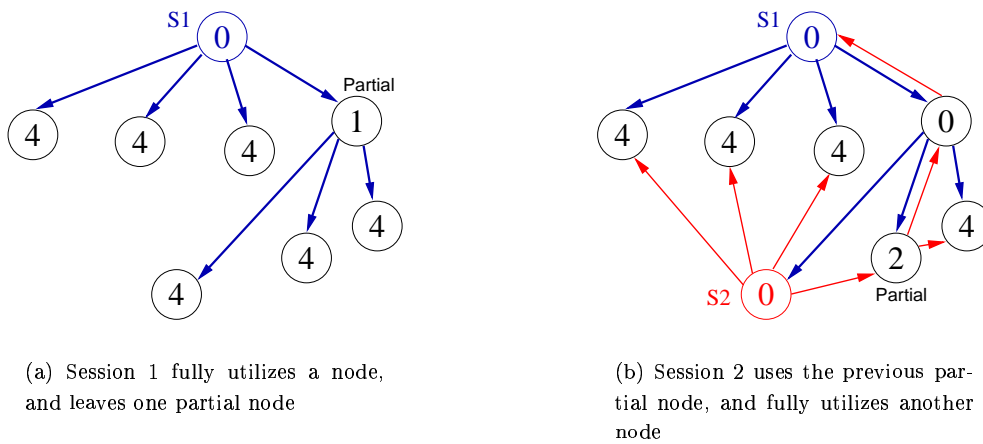 S1
0
Partial
4
4
4
1
4
4
4
(a) Session 1 fully utilizes a node,
and leaves one partial node
S1
0
4
4
4
0
4
2
Partial
S2
0
(b) Session 2 uses the previous par-
tial node, and fully utilizes another
node